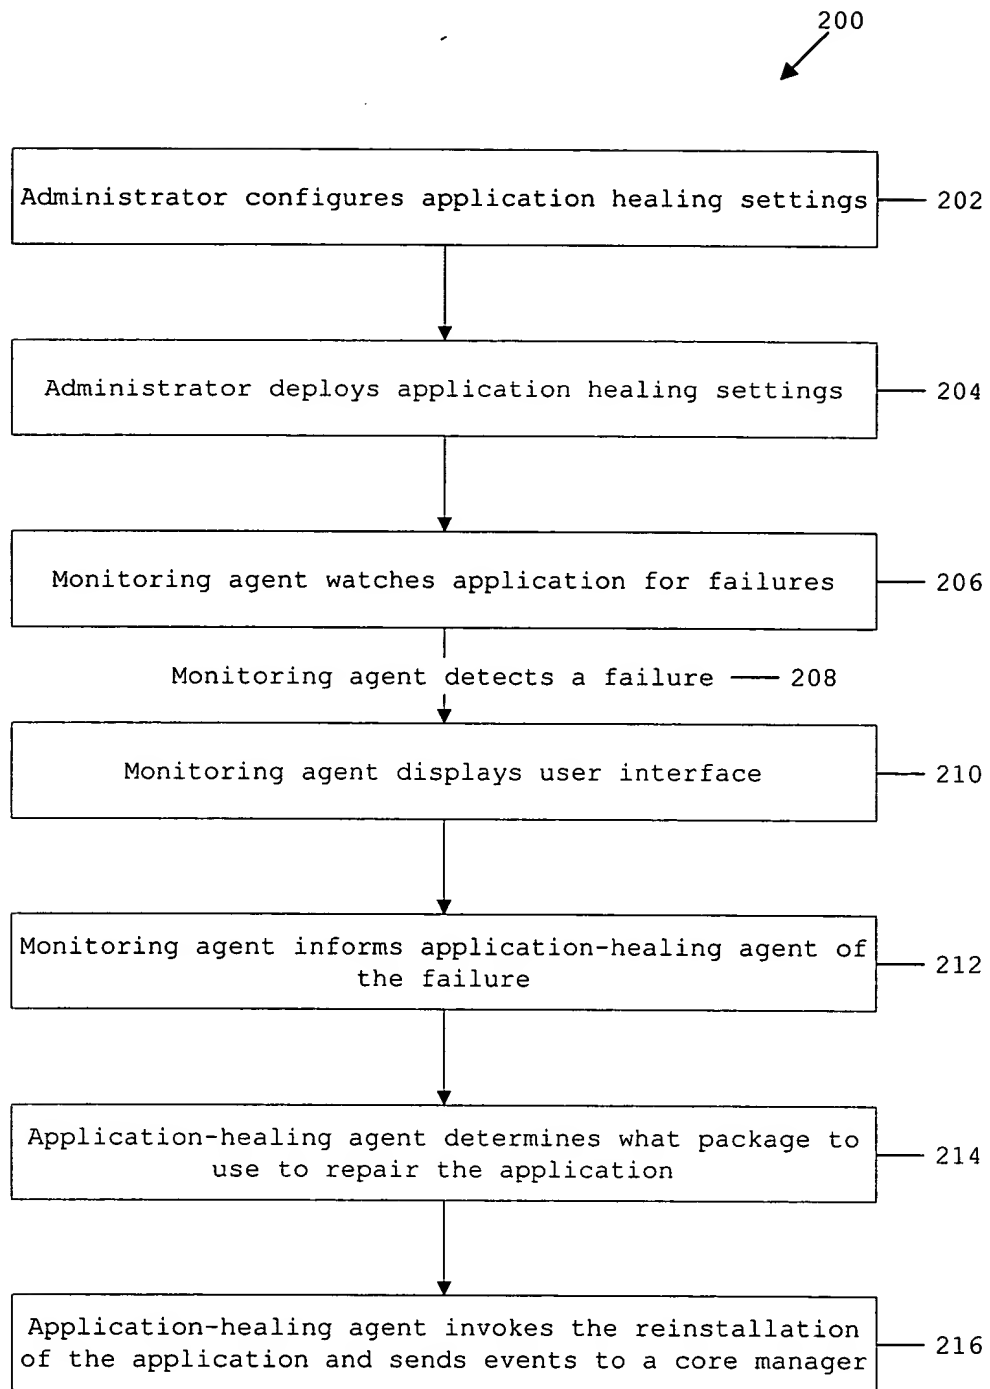 200
Administrator configures application healing settings 202
Administrator deploys application healing settings 204
Monitoring agent watches application for failures 206
Monitoring agent detects a failure 208
Monitoring agent displays user interface 210
Monitoring agent informs application-healing agent of
the failure 212
Application-healing agent determines what package to
use to repair the application 214
Application-healing agent invokes the reinstallation
of the application and sends events to a core manager 216